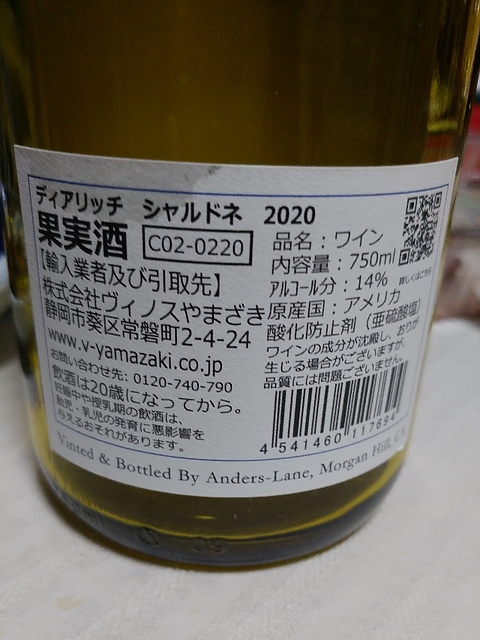 ディアリッチ シャルドネ 2020
果実酒 C02-0220
【輸入業者及び引取先】
株式会社ヴィノスやまざき
静岡市葵区常磐町2-4-24
www.v-yamazaki.co.jp
お問い合わせ先: 0120-740-790
飲酒は20歳になってから。
妊娠中や授乳期の飲酒は、
胎児・乳児の発育に悪影響を
与えるおそれがあります。
品名：ワイン
内容量：750ml
アルコール分：14%
詳しくはこちら
原産国：アメリカ
酸化防止剤（亜硫酸塩）
ワインの成分が沈殿し、おりが
生じる場合がございますが、
品質には問題ございません。
4 541460 117694
Vinted & Bottled By Anders-Lane, Morgan Hill, CA